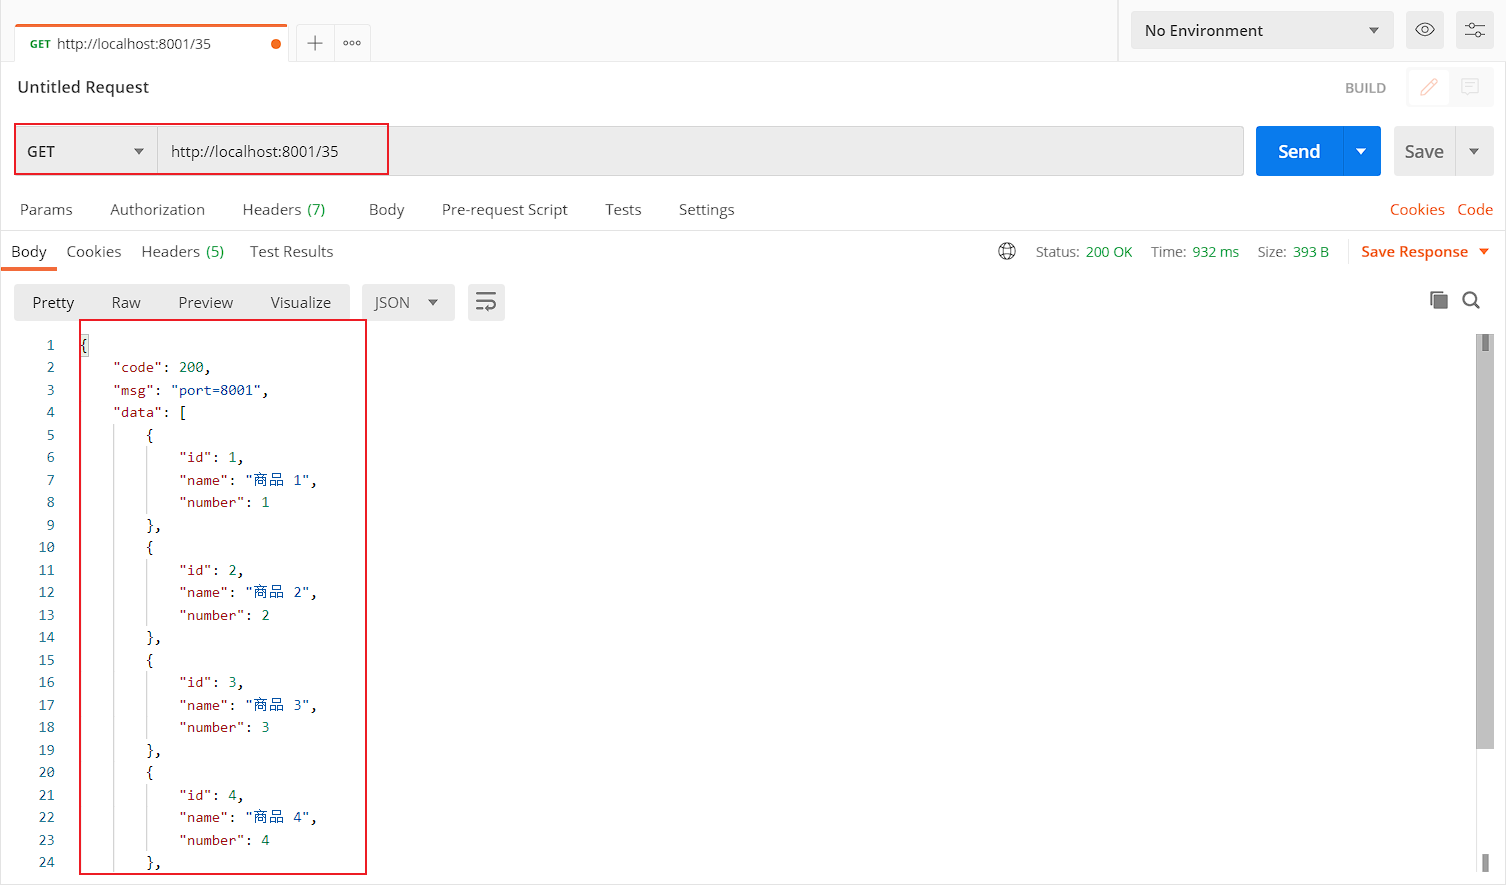 GET http://localhost:8001/35
No Environment
Untitled Request
BUILD
GET http://localhost:8001/35
Send
Save
Params Authorization Headers (7) Body Pre-request Script Tests Settings Cookies Code
Body Cookies Headers (5) Test Results Status: 200 OK Time: 932 ms Size: 393 B Save Response
Pretty Raw Preview Visualize JSON
1 {
2 "code": 200,
3 "msg": "port=8001",
4 "data": [
5 {
6 "id": 1,
7 "name": "商品 1",
8 "number": 1
9 },
10 {
11 "id": 2,
12 "name": "商品 2",
13 "number": 2
14 },
15 {
16 "id": 3,
17 "name": "商品 3",
18 "number": 3
19 },
20 {
21 "id": 4,
22 "name": "商品 4",
23 "number": 4
24 },